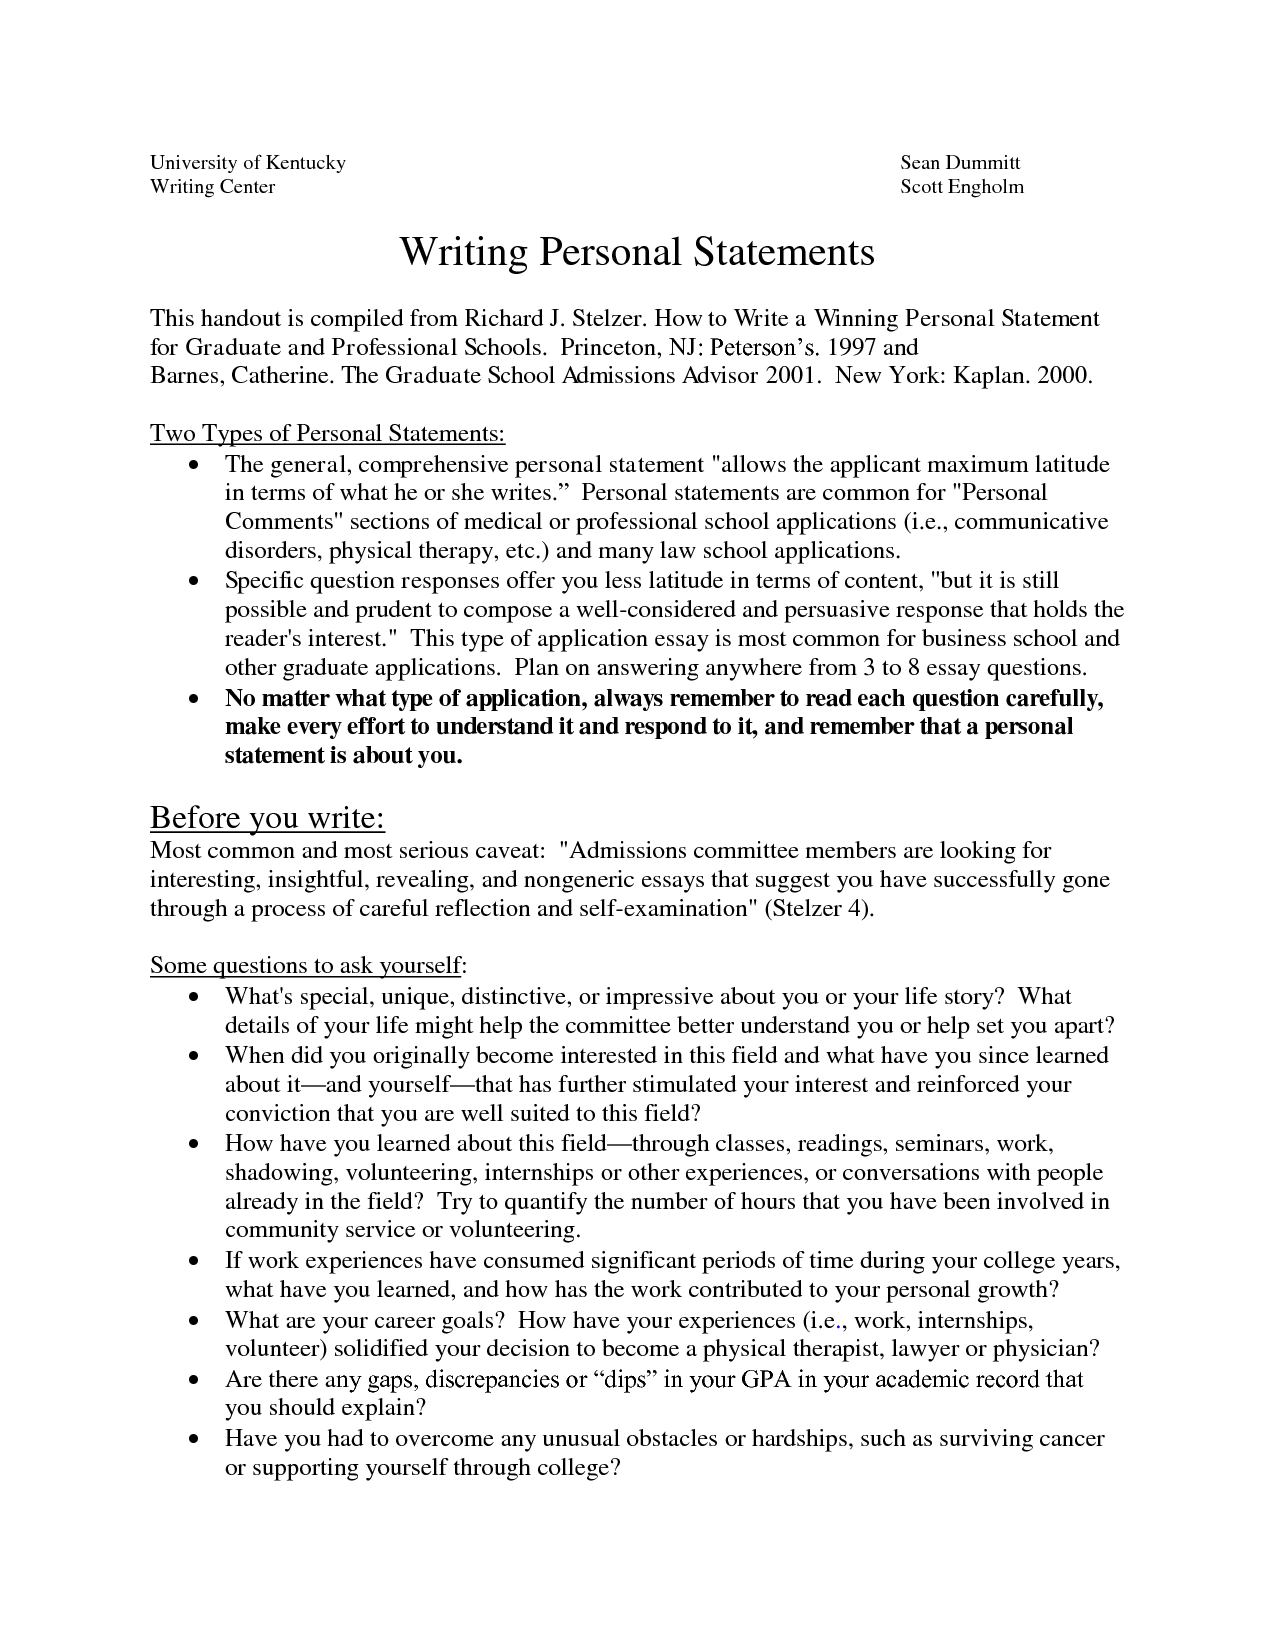 University of Kentucky Sean Dummitt
Writing Center Scott Engholm
Writing Personal Statements
This handout is compiled from Richard J. Stelzer. How to Write a Winning Personal Statement
for Graduate and Professional Schools.  Princeton, NJ: Peterson’s. 1997 and
Barnes, Catherine. The Graduate School Admissions Advisor 2001.  New York: Kaplan. 2000.
Two Types of Personal Statements:
• The general, comprehensive personal statement "allows the applicant maximum latitude
in terms of what he or she writes.”  Personal statements are common for "Personal
Comments" sections of medical or professional school applications (i.e., communicative
disorders, physical therapy, etc.) and many law school applications.
• Specific question responses offer you less latitude in terms of content, "but it is still
possible and prudent to compose a well-considered and persuasive response that holds the
reader's interest."  This type of application essay is most common for business school and
other graduate applications.  Plan on answering anywhere from 3 to 8 essay questions.
• No matter what type of application, always remember to read each question carefully,
make every effort to understand it and respond to it, and remember that a personal
statement is about you.
Before you write:
Most common and most serious caveat:  "Admissions committee members are looking for
interesting, insightful, revealing, and nongeneric essays that suggest you have successfully gone
through a process of careful reflection and self-examination" (Stelzer 4).
Some questions to ask yourself:
• What's special, unique, distinctive, or impressive about you or your life story?  What
details of your life might help the committee better understand you or help set you apart?
• When did you originally become interested in this field and what have you since learned
about it—and yourself—that has further stimulated your interest and reinforced your
conviction that you are well suited to this field?
• How have you learned about this field—through classes, readings, seminars, work,
shadowing, volunteering, internships or other experiences, or conversations with people
already in the field?  Try to quantify the number of hours that you have been involved in
community service or volunteering.
• If work experiences have consumed significant periods of time during your college years,
what have you learned, and how has the work contributed to your personal growth?
• What are your career goals?  How have your experiences (i.e., work, internships,
volunteer) solidified your decision to become a physical therapist, lawyer or physician?
• Are there any gaps, discrepancies or “dips” in your GPA in your academic record that
you should explain?
• Have you had to overcome any unusual obstacles or hardships, such as surviving cancer
or supporting yourself through college?